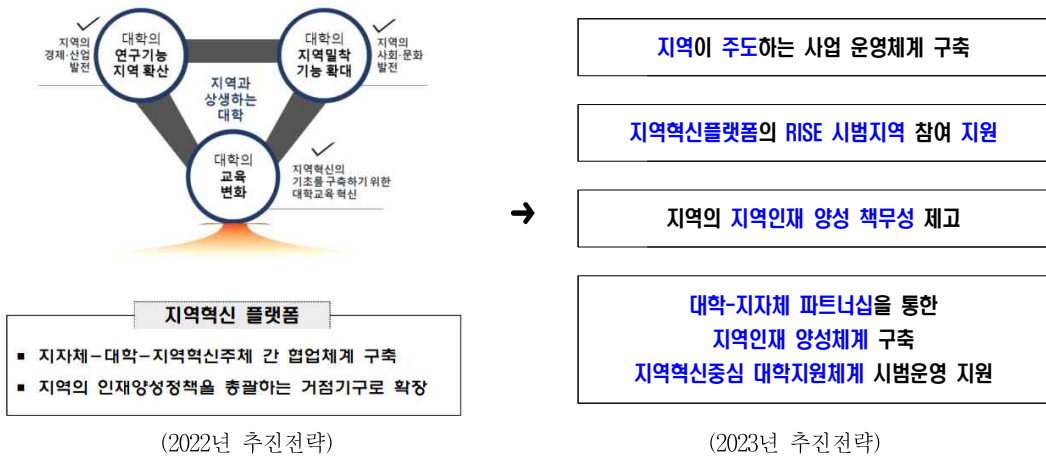 지역의
경제·산업
발전
대학의
연구기능
지역 확산
대학의
지역밀착
기능 확대
지역의
사회·문화
발전
지역과
상생하는
대학
대학의
교육
변화
지역혁신의
기초를 구축하기 위한
대학교육 혁신
지역혁신 플랫폼
▪ 지자체–대학–지역혁신주체 간 협업체계 구축
▪ 지역의 인재양성정책을 총괄하는 거점기구로 확장
(2022년 추진전략)
➜
지역이 주도하는 사업 운영체계 구축
지역혁신플랫폼의 RISE 시범지역 참여 지원
지역의 지역인재 양성 책무성 제고
대학-지자체 파트너십을 통한
지역인재 양성체계 구축
지역혁신중심 대학지원체계 시범운영 지원
(2023년 추진전략)